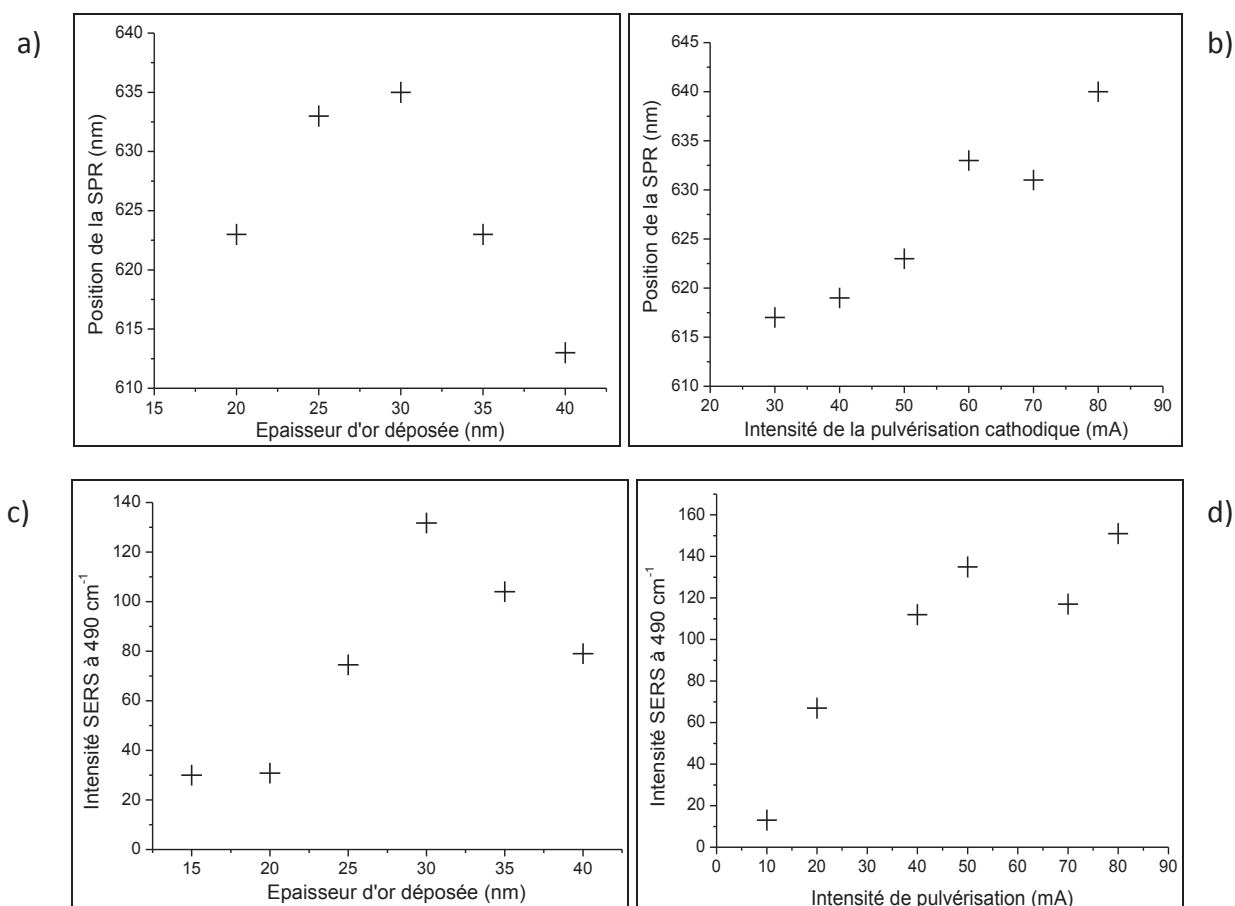 a)
640
635
630
625
620
615
610
Position de la SPR (nm)
15 20 25 30 35 40
Epaisseur d'or déposée (nm)
b)
645
640
635
630
625
620
615
610
Position de la SPR (nm)
20 30 40 50 60 70 80 90
Intensité de la pulvérisation cathodique (mA)
c)
140
120
100
80
60
40
20
0
Intensité SERS à 490 cm⁻¹
15 20 25 30 35 40
Epaisseur d'or déposée (nm)
d)
160
140
120
100
80
60
40
20
0
Intensité SERS à 490 cm⁻¹
0 10 20 30 40 50 60 70 80 90
Intensité de pulvérisation (mA)